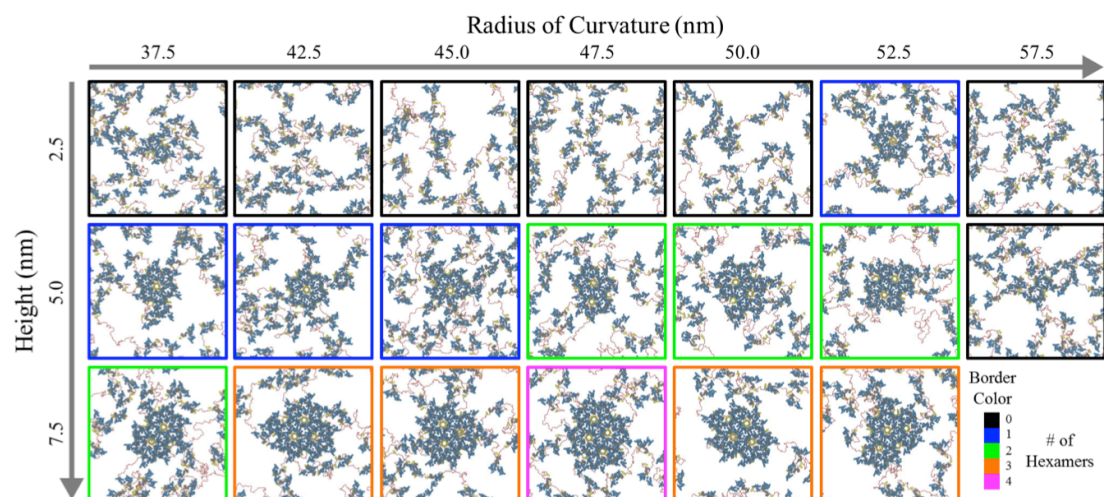 Radius of Curvature (nm)
37.5 42.5 45.0 47.5 50.0 52.5 57.5
Height (nm)
2.5
5.0
7.5
Border
Color
0
1
2
3
4
# of
Hexamers